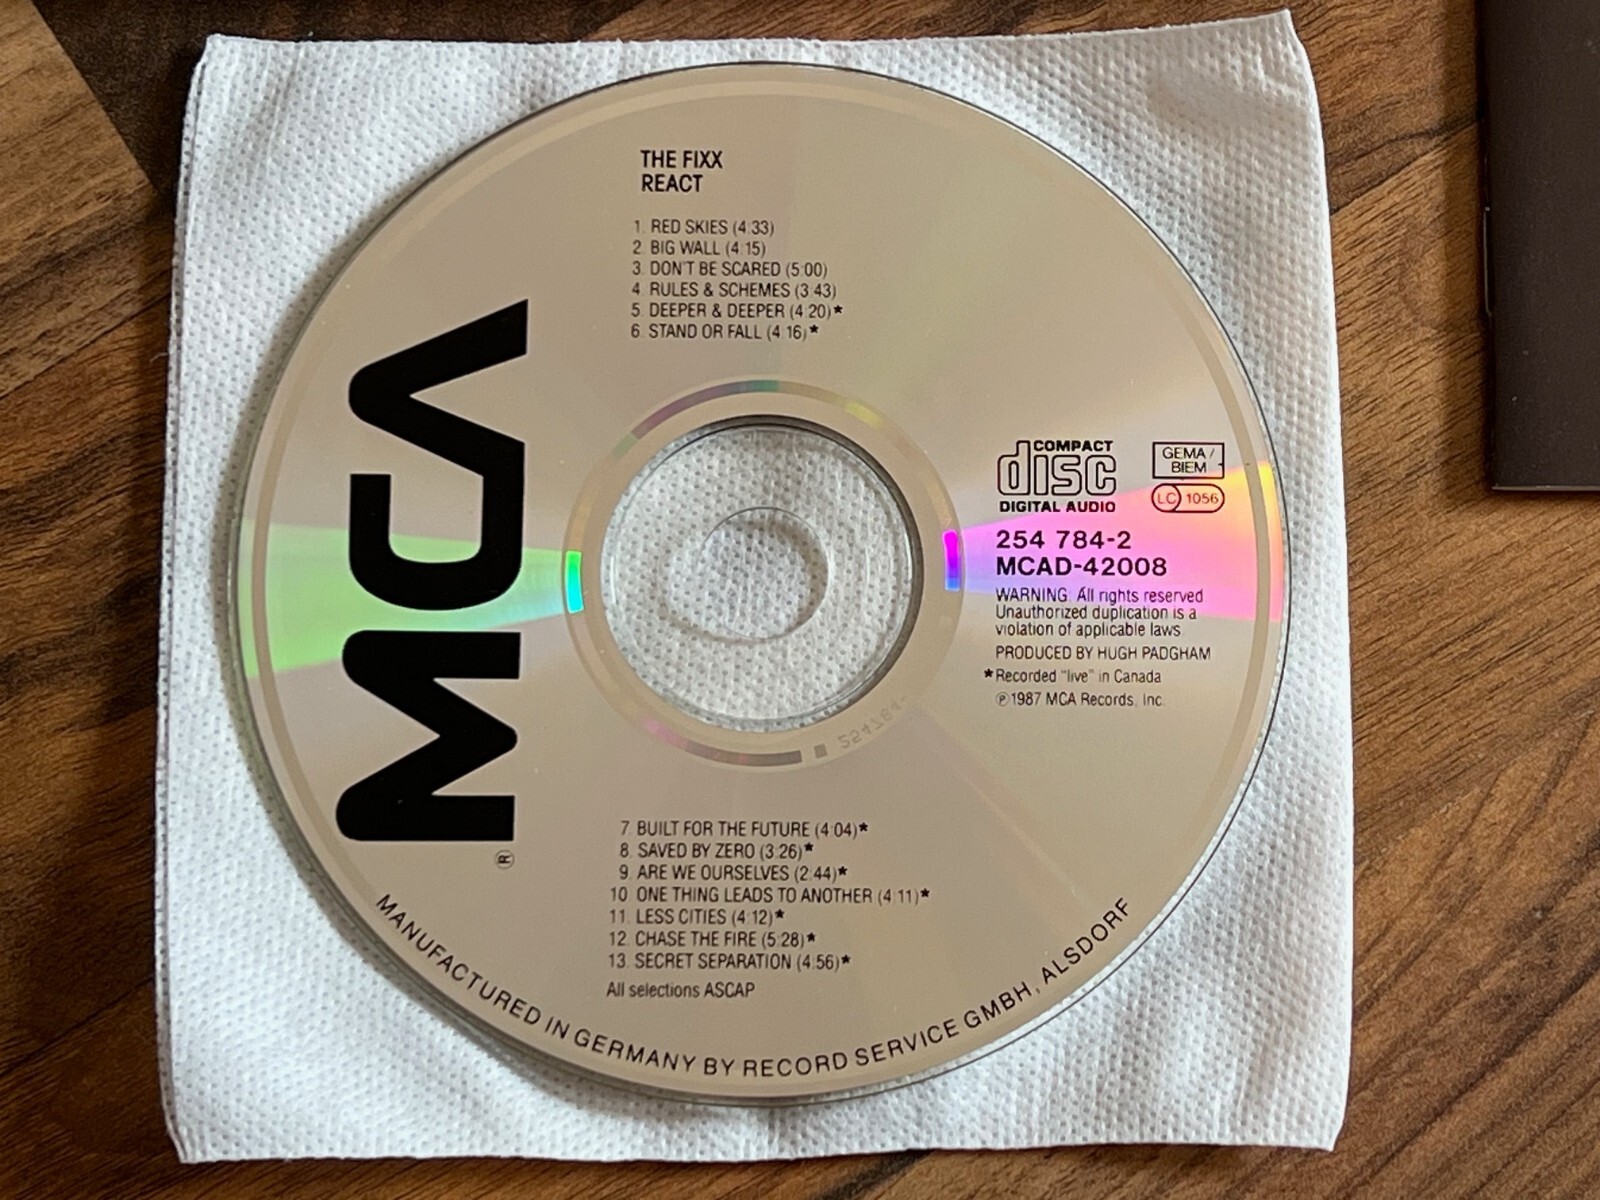 THE FIXX
REACT
1. RED SKIES (4:33)
2. BIG WALL (4:15)
3. DON'T BE SCARED (5:00)
4. RULES & SCHEMES (3:43)
5. DEEPER & DEEPER (4:20)★
6. STAND OR FALL (4:16)★
MCA
®
COMPACT
disc
DIGITAL AUDIO
GEMA/
BIEM
LC 1056
254 784-2
MCAD-42008
WARNING: All rights reserved
Unauthorized duplication is a
violation of applicable laws
PRODUCED BY HUGH PADGHAM
★Recorded "live" in Canada
℗1987 MCA Records, Inc.
254784-
7. BUILT FOR THE FUTURE (4:04)★
8. SAVED BY ZERO (3:26)★
9. ARE WE OURSELVES (2:44)★
10. ONE THING LEADS TO ANOTHER (4:11)★
11. LESS CITIES (4:12)★
12. CHASE THE FIRE (5:28)★
13. SECRET SEPARATION (4:56)★
All selections ASCAP
MANUFACTURED IN GERMANY BY RECORD SERVICE GMBH, ALSDORF